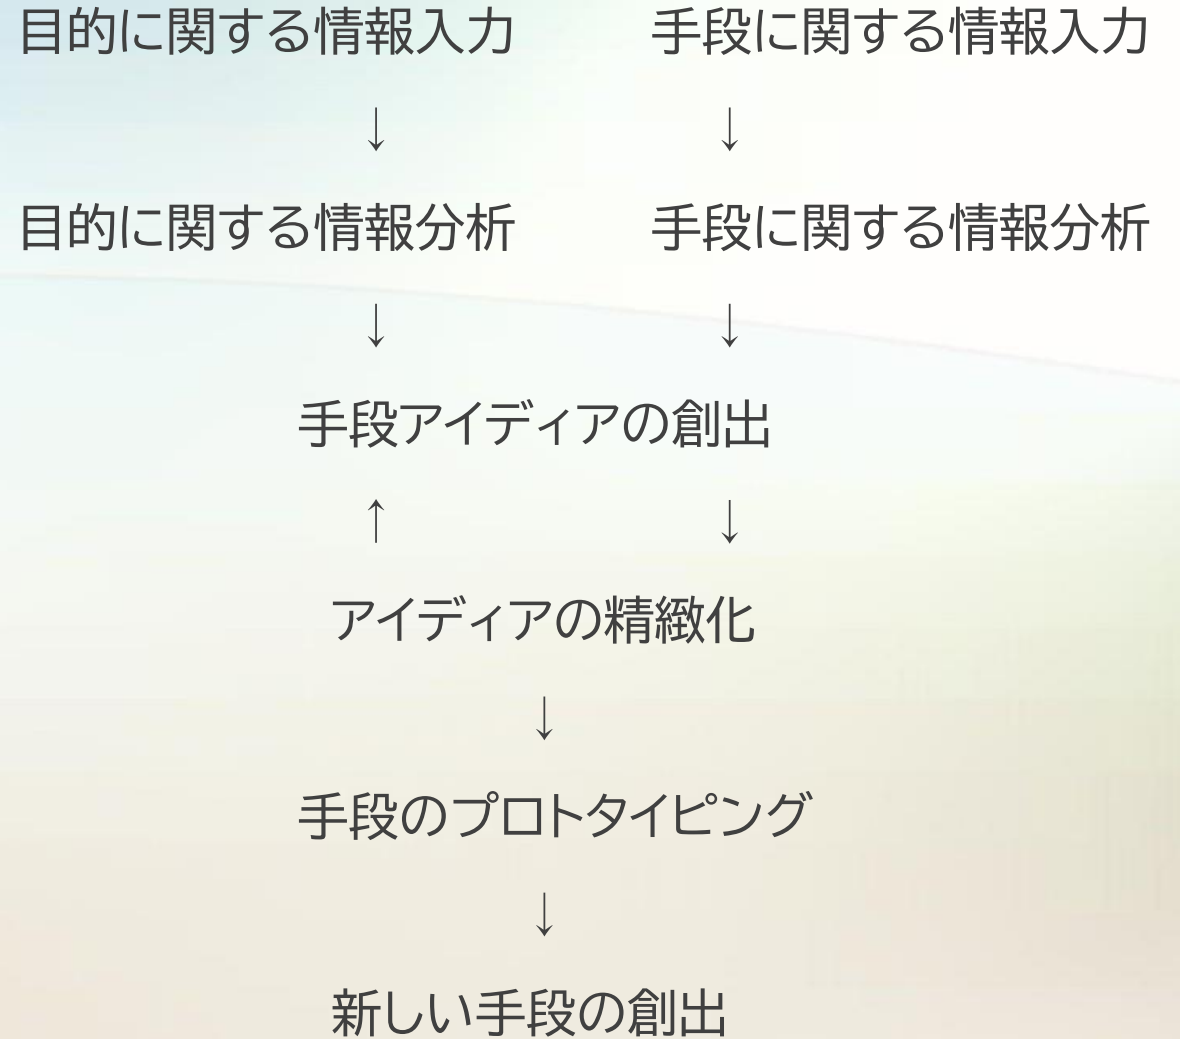 目的に関する情報入力　　手段に関する情報入力
↓　　↓
目的に関する情報分析　　手段に関する情報分析
↓　　↓
手段アイディアの創出
↑　　↓
アイディアの精緻化
↓
手段のプロトタイピング
↓
新しい手段の創出